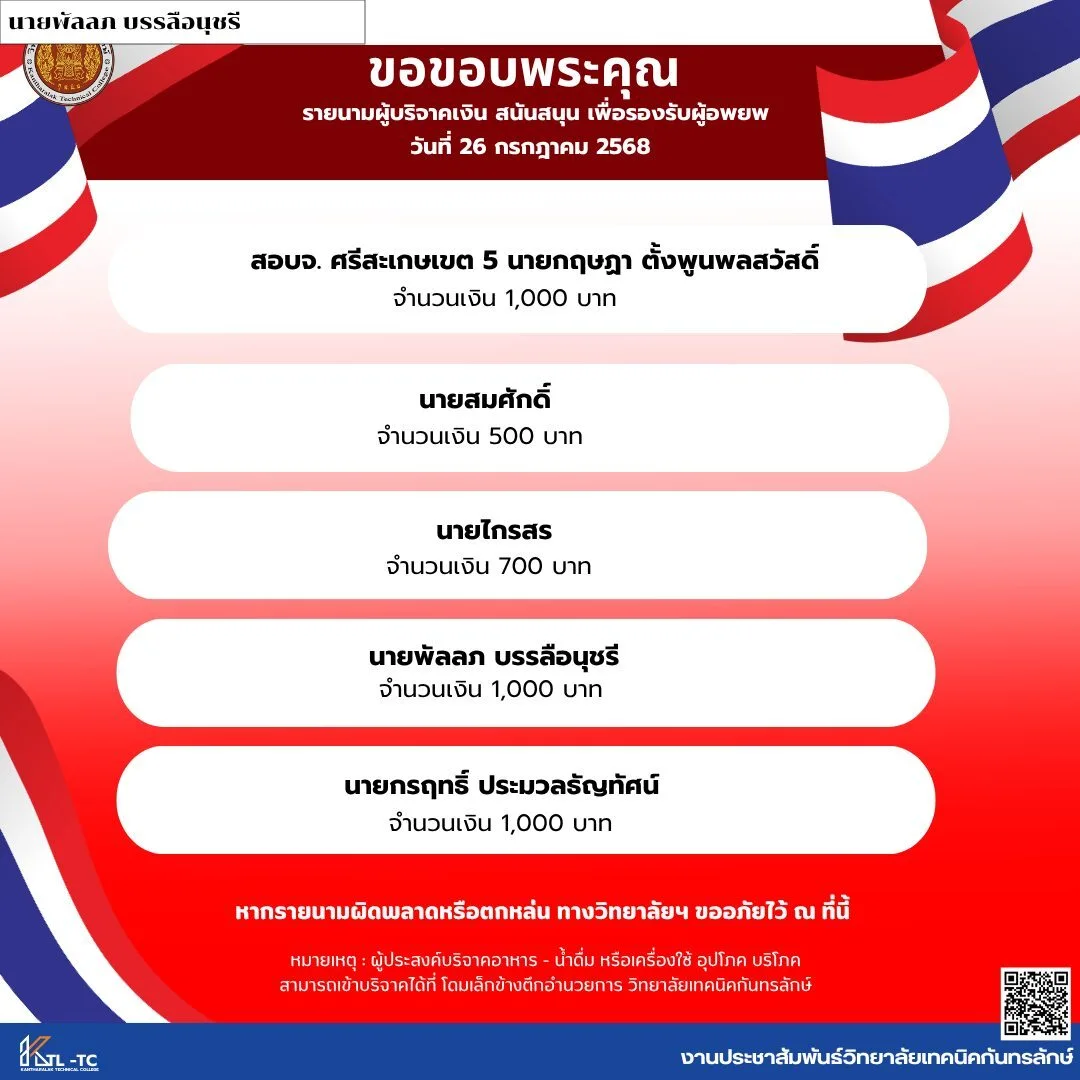 นายพัลลภ บรรลือนุชรี
Kantharalak Technical College
ขอขอบพระคุณ
รายนามผู้บริจาคเงิน สนันสนุน เพื่อรองรับผู้อพยพ
วันที่ 26 กรกฎาคม 2568
สอบจ. ศรีสะเกษเขต 5 นายกฤษฏา ตั้งพูนพลสวัสดิ์
จำนวนเงิน 1,000 บาท
นายสมศักดิ์
จำนวนเงิน 500 บาท
นายไกรสร
จำนวนเงิน 700 บาท
นายพัลลภ บรรลือนุชรี
จำนวนเงิน 1,000 บาท
นายกรฤทธิ์ ประมวลธัญทัศน์
จำนวนเงิน 1,000 บาท
หากรายนามผิดพลาดหรือตกหล่น ทางวิทยาลัยฯ ขออภัยไว้ ณ ที่นี้
หมายเหตุ : ผู้ประสงค์บริจาคอาหาร - น้ำดื่ม หรือเครื่องใช้ อุปโภค บริโภค
สามารถเข้าบริจาคได้ที่ โดมเล็กข้างตึกอำนวยการ วิทยาลัยเทคนิคกันทรลักษ์
KTL -TC
KANTHARALAK TECHNICAL COLLEGE
งานประชาสัมพันธ์วิทยาลัยเทคนิคกันทรลักษ์